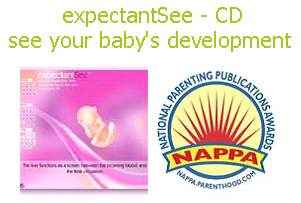 expectantSee - CD
see your baby's development
expectantSee
The liver functions as a screen between the incoming blood and
the fetal circulation.
NATIONAL PARENTING PUBLICATIONS AWARDS
NAPPA
NAPPA.PARENTHOOD.COM